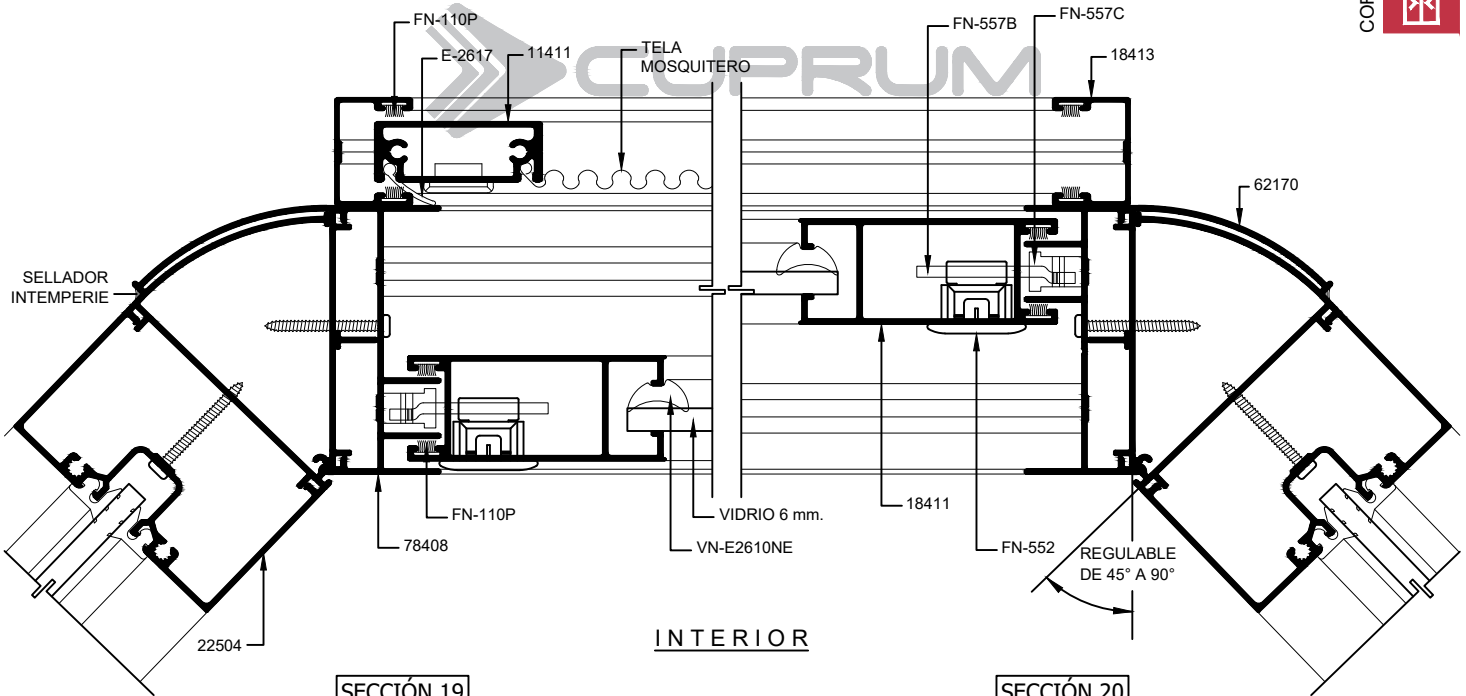 FN-110P
E-2617
11411
TELA
MOSQUITERO
CUPRUM
FN-557B
FN-557C
18413
62170
SELLADOR
INTEMPERIE
FN-110P
78408
VIDRIO 6 mm.
VN-E2610NE
18411
FN-552
REGULABLE
DE 45° A 90°
22504
INTERIOR
SECCIÓN 19
SECCIÓN 20